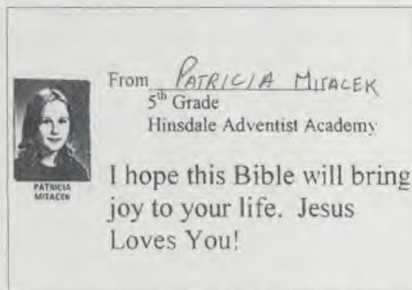 From PATRICIA MITACEK
5th Grade
Hinsdale Adventist Academy
PATRICIA
MITACEK
I hope this Bible will bring
joy to your life. Jesus
Loves You!